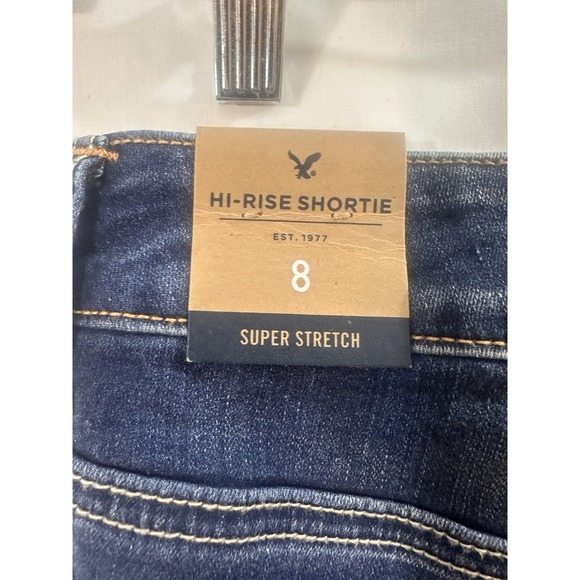 HI-RISE SHORTIE
EST. 1977
8
SUPER STRETCH